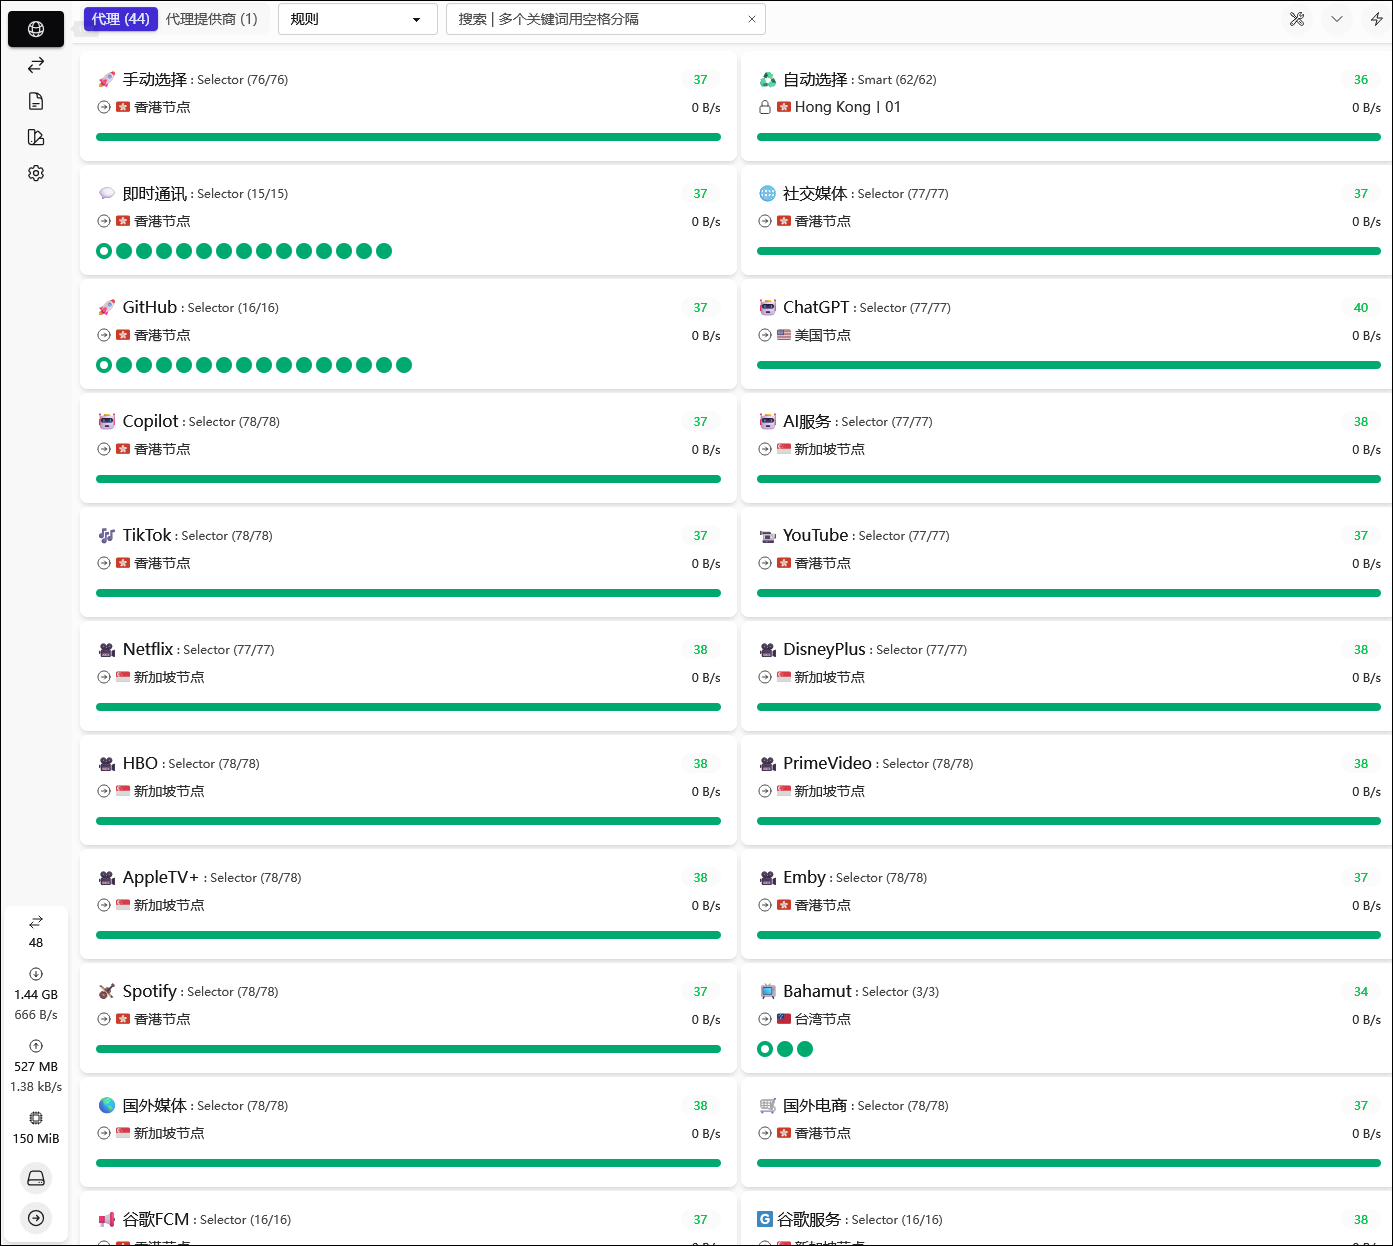 代理 (44) 代理提供商 (1) 规则 搜索 | 多个关键词用空格分隔
手动选择 : Selector (76/76) 37
香港节点 0 B/s
自动选择 : Smart (62/62) 36
Hong Kong | 01 0 B/s
即时通讯 : Selector (15/15) 37
香港节点 0 B/s
社交媒体 : Selector (77/77) 37
香港节点 0 B/s
GitHub : Selector (16/16) 37
香港节点 0 B/s
ChatGPT : Selector (77/77) 40
美国节点 0 B/s
Copilot : Selector (78/78) 37
香港节点 0 B/s
AI服务 : Selector (77/77) 38
新加坡节点 0 B/s
TikTok : Selector (78/78) 37
香港节点 0 B/s
YouTube : Selector (77/77) 37
香港节点 0 B/s
Netflix : Selector (77/77) 38
新加坡节点 0 B/s
DisneyPlus : Selector (77/77) 38
新加坡节点 0 B/s
HBO : Selector (78/78) 38
新加坡节点 0 B/s
PrimeVideo : Selector (78/78) 38
新加坡节点 0 B/s
AppleTV+ : Selector (78/78) 38
新加坡节点 0 B/s
Emby : Selector (78/78) 37
香港节点 0 B/s
Spotify : Selector (78/78) 37
香港节点 0 B/s
Bahamut : Selector (3/3) 34
台湾节点 0 B/s
国外媒体 : Selector (78/78) 38
新加坡节点 0 B/s
国外电商 : Selector (78/78) 37
香港节点 0 B/s
谷歌FCM : Selector (16/16) 37
香港节点 0 B/s
谷歌服务 : Selector (16/16) 38
新加坡节点 0 B/s
48
1.44 GB
666 B/s
527 MB
1.38 kB/s
150 MiB